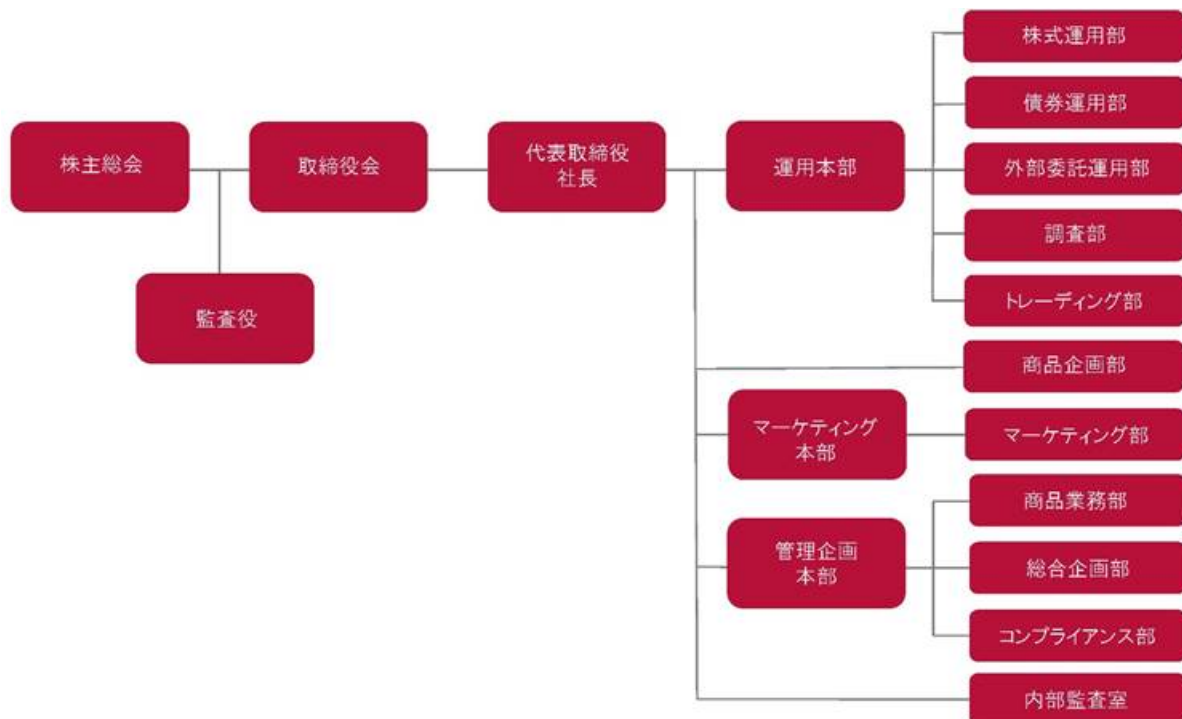 株主総会
取締役会
代表取締役
社長
監査役
運用本部
株式運用部
債券運用部
外部委託運用部
調査部
トレーディング部
商品企画部
マーケティング
本部
マーケティング部
管理企画
本部
商品業務部
総合企画部
コンプライアンス部
内部監査室